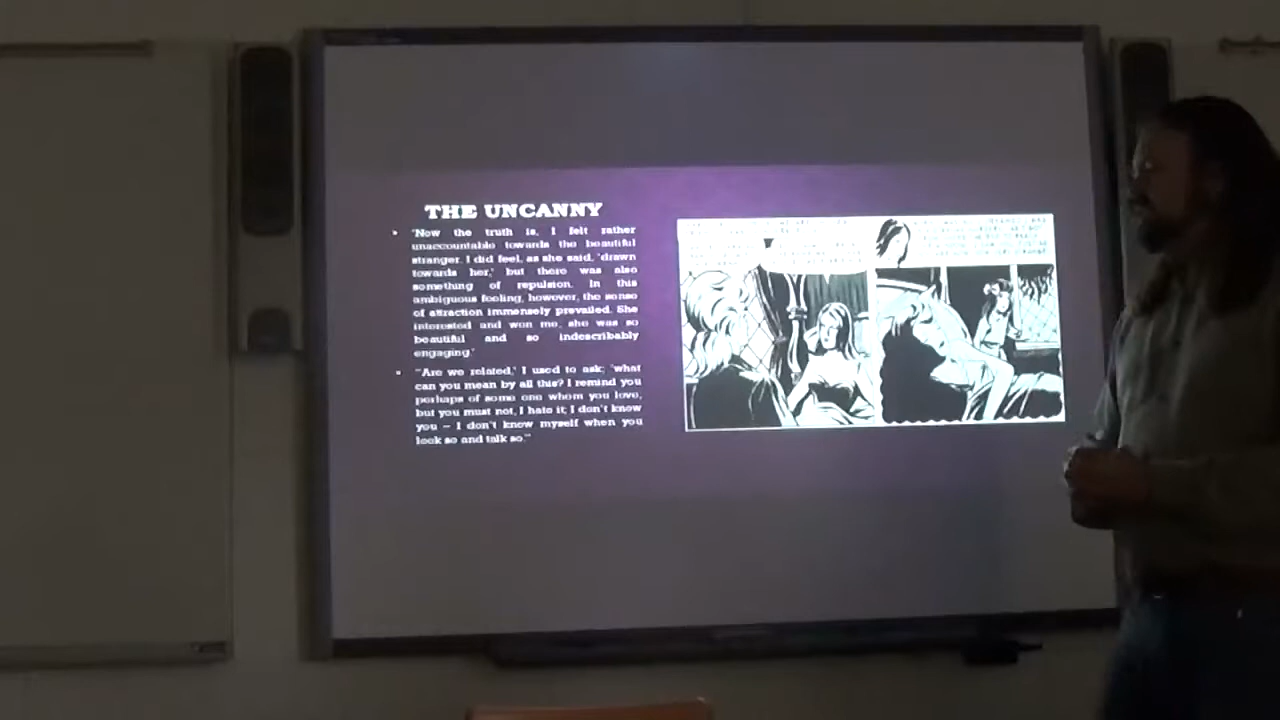 THE UNCANNY
"Now the truth is, I felt rather
unaccountable towards the beautiful
stranger. I did feel, as she said, 'drawn
towards her,' but there was also
something of repulsion. In this
ambiguous feeling, however, the sense
of attraction immensely prevailed. She
interested and won me, she was so
beautiful and so indescribably
engaging."
"'Are we related,' I used to ask; 'what
can you mean by all this? I remind you
perhaps of some one whom you love,
but you must not, I hate it; I don't know
you – I don't know myself when you
look so and talk so.'"